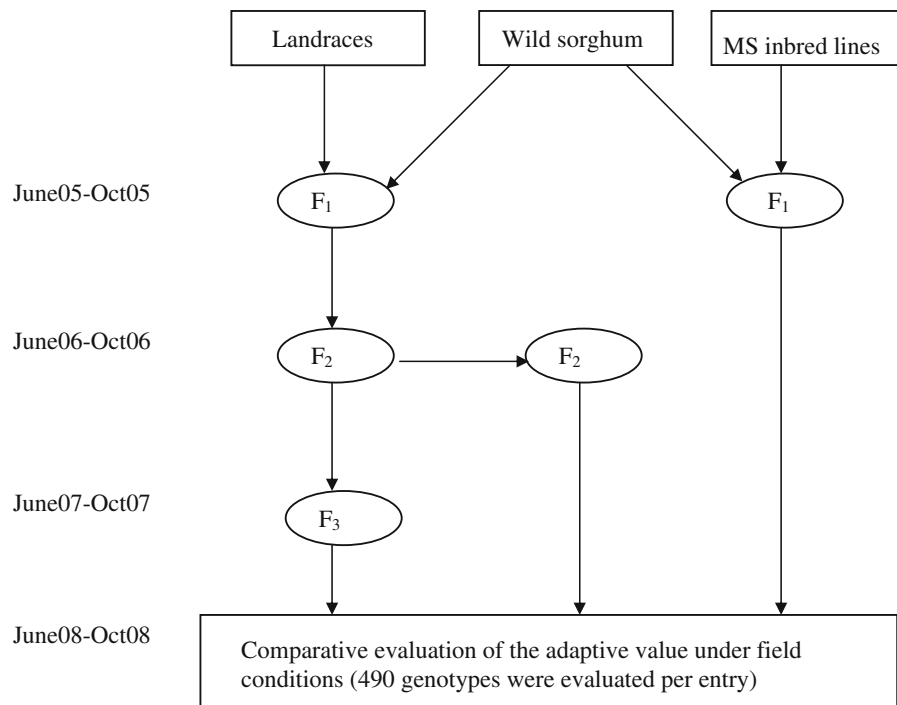 Landraces
Wild sorghum
MS inbred lines
June05-Oct05
F₁
F₁
June06-Oct06
F₂
F₂
June07-Oct07
F₃
June08-Oct08
Comparative evaluation of the adaptive value under field
conditions (490 genotypes were evaluated per entry)